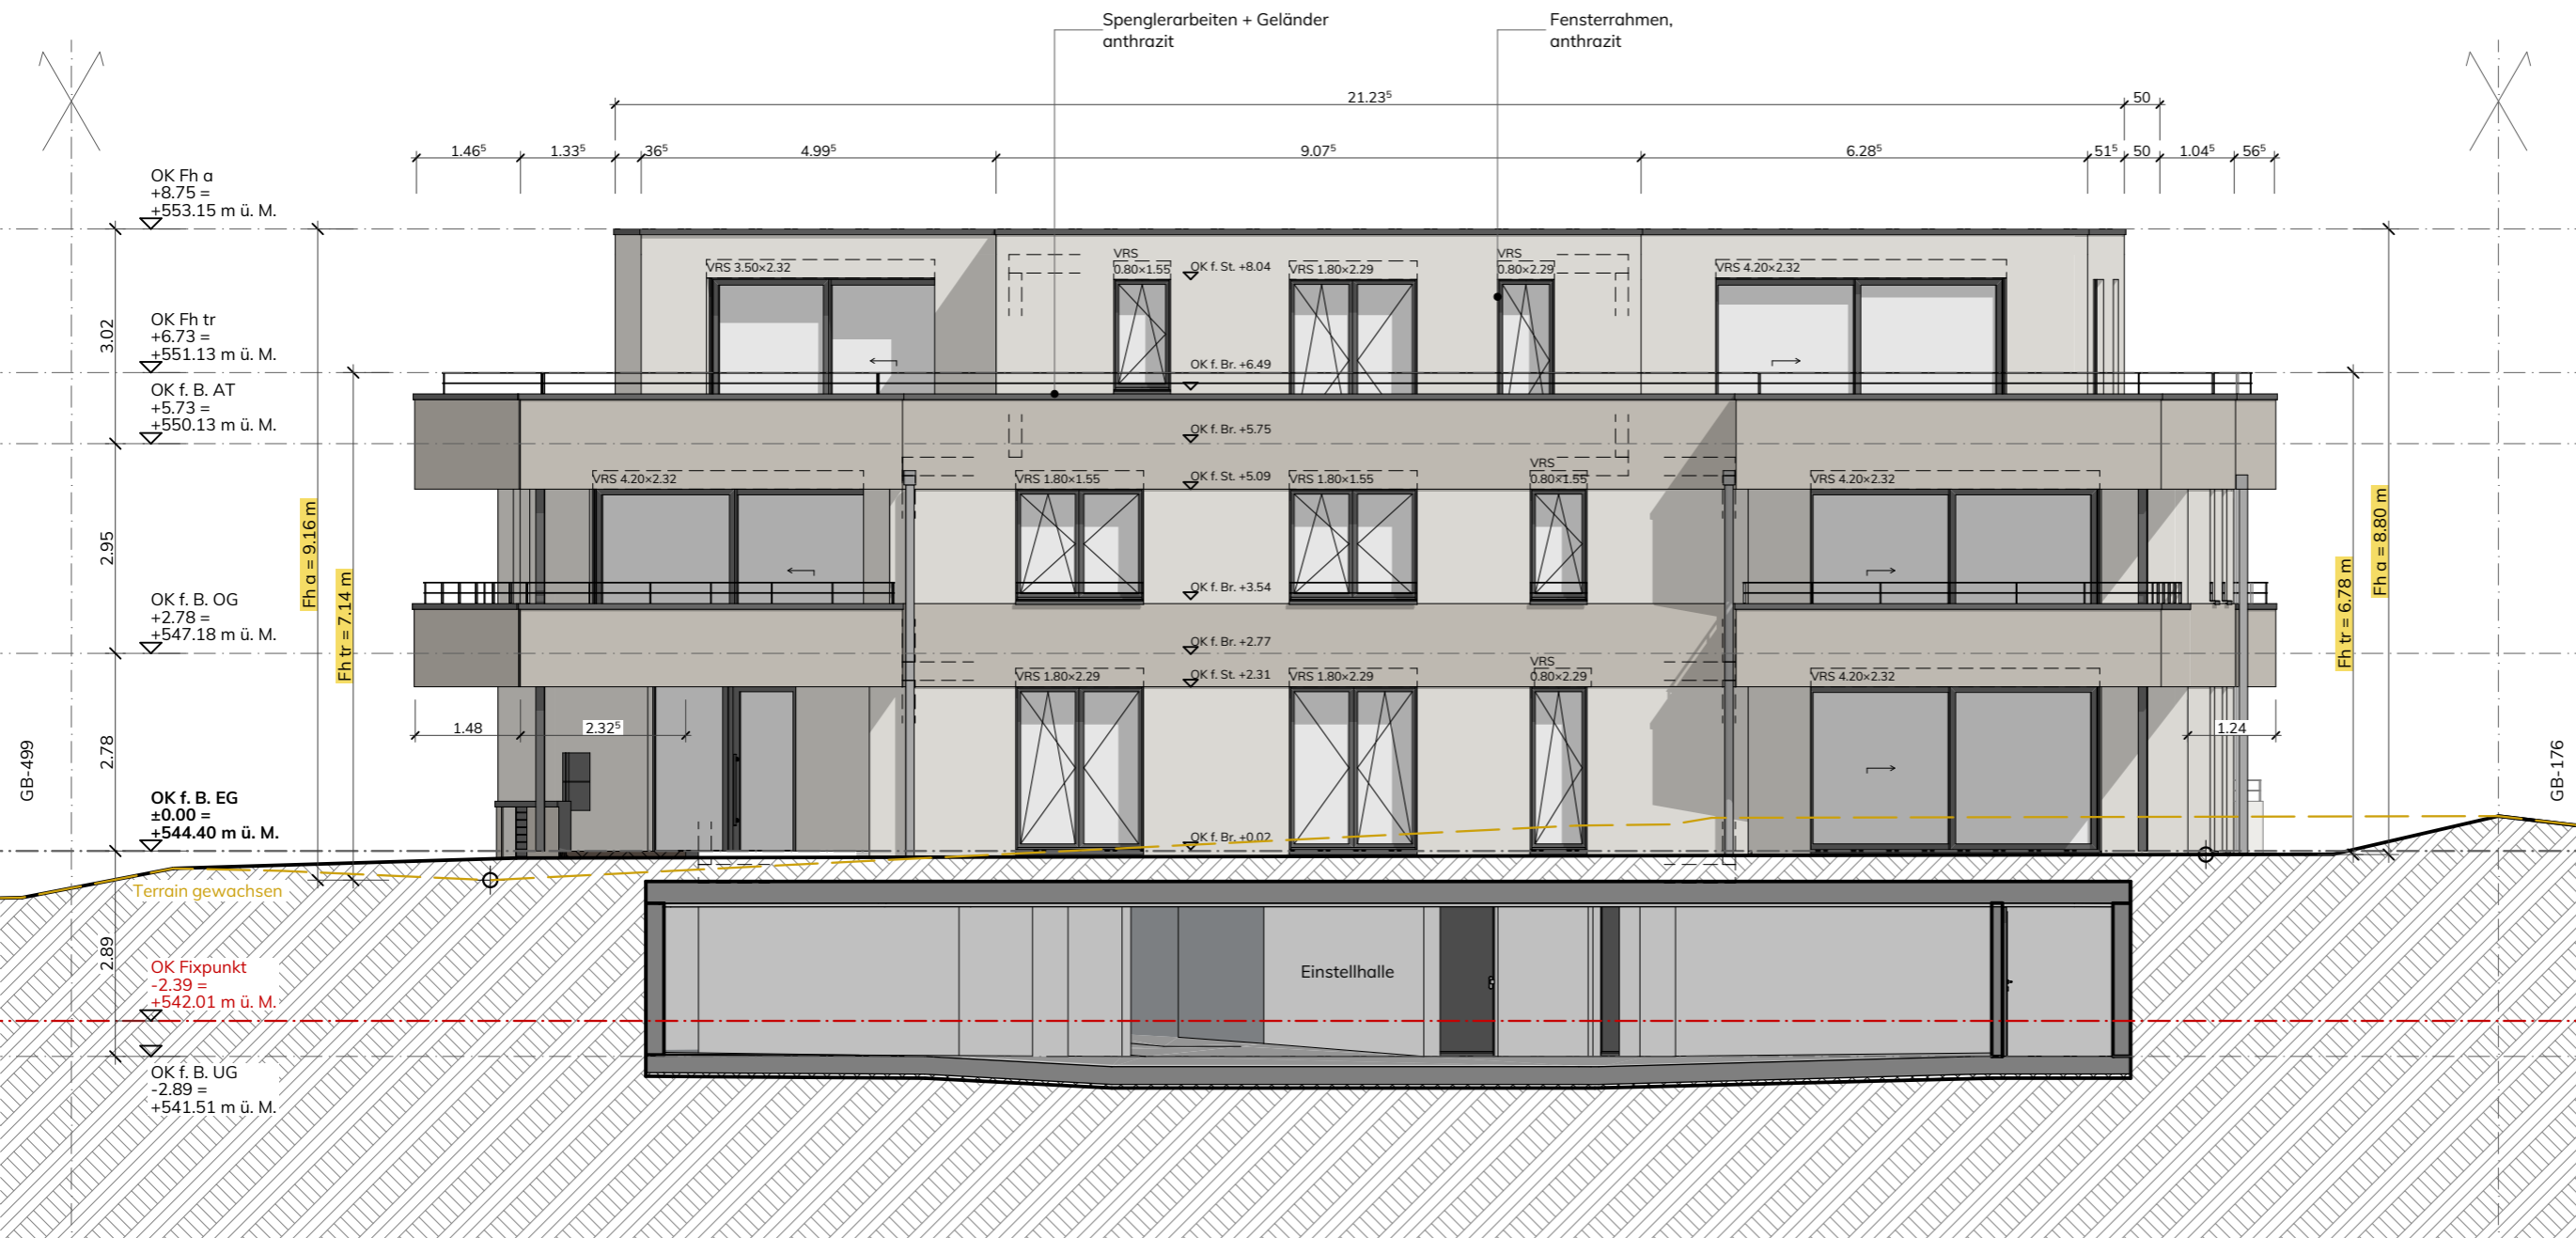 Spenglerarbeiten + Geländer
anthrazit
Fensterrahmen,
anthrazit
21.23⁵
50
1.46⁵
1.33⁵
36⁵
4.99⁵
9.07⁵
6.28⁵
51⁵
50
1.04⁵
56⁵
OK Fh a
+8.75 =
+553.15 m ü. M.
OK Fh tr
+6.73 =
+551.13 m ü. M.
OK f. B. AT
+5.73 =
+550.13 m ü. M.
OK f. B. OG
+2.78 =
+547.18 m ü. M.
OK f. B. EG
±0.00 =
+544.40 m ü. M.
Terrain gewachsen
OK Fixpunkt
-2.39 =
+542.01 m ü. M.
OK f. B. UG
-2.89 =
+541.51 m ü. M.
3.02
2.95
2.78
2.89
GB-499
Fh a = 9.16 m
Fh tr = 7.14 m
VRS 3.50×2.32
VRS
0.80×1.55
OK f. St. +8.04
VRS 1.80×2.29
VRS
0.80×2.29
VRS 4.20×2.32
OK f. Br. +6.49
OK f. Br. +5.75
VRS 4.20×2.32
VRS 1.80×1.55
OK f. St. +5.09
VRS 1.80×1.55
VRS
0.80×1.55
VRS 4.20×2.32
OK f. Br. +3.54
OK f. Br. +2.77
VRS 1.80×2.29
OK f. St. +2.31
VRS 1.80×2.29
VRS
0.80×2.29
VRS 4.20×2.32
1.48
2.32⁵
1.24
OK f. Br. +0.02
Einstellhalle
Fh tr = 6.78 m
Fh a = 8.80 m
GB-176